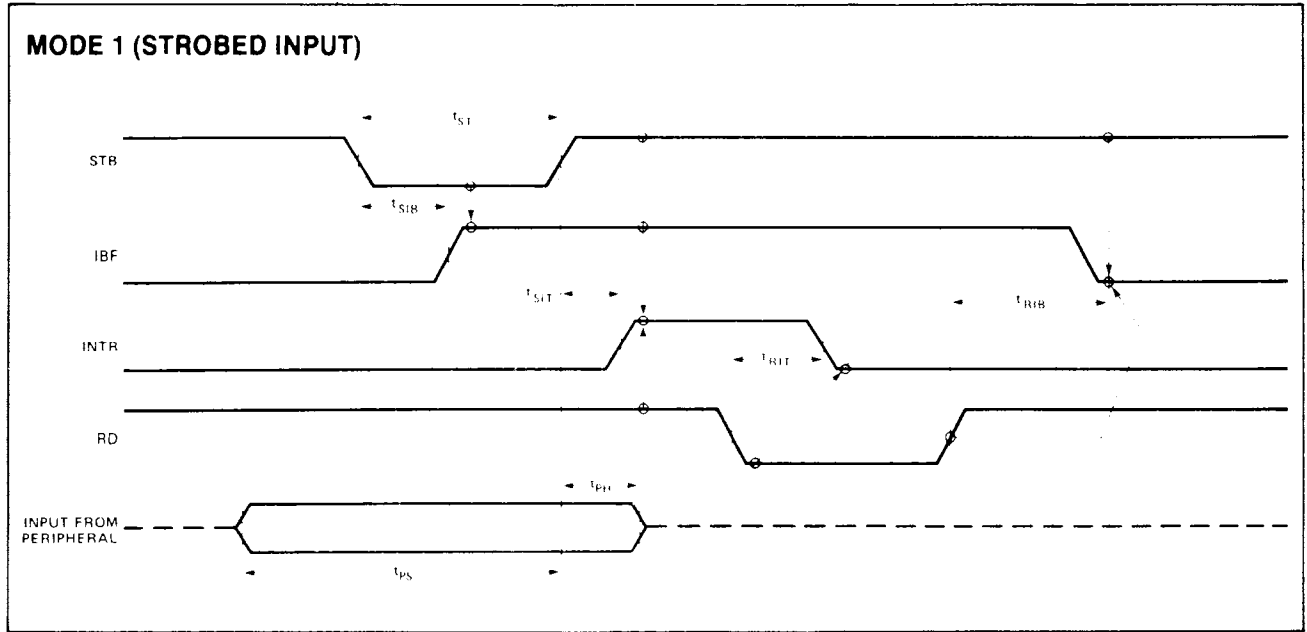 MODE 1 (STROBED INPUT)
tST
STB
tSIB
IBF
tSIT
tRIB
INTR
tRIT
RD
tPH
INPUT FROM
PERIPHERAL
tPS